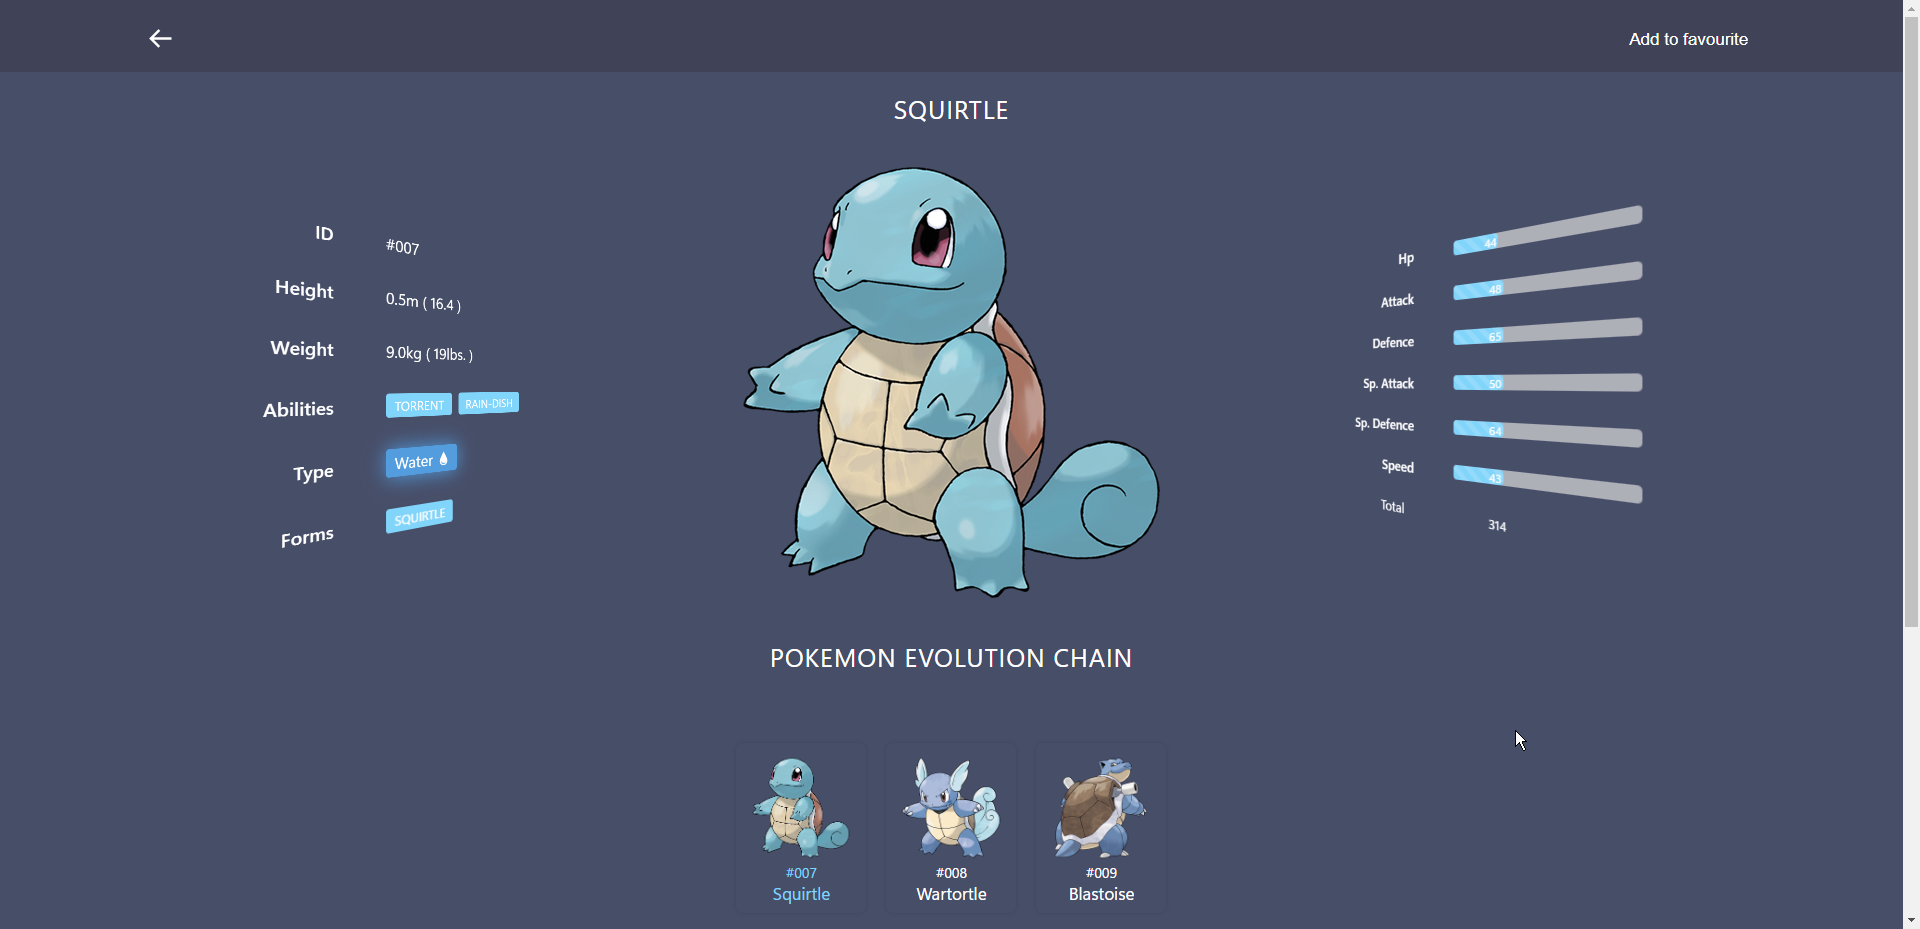 Add to favourite
SQUIRTLE
ID #007
Height 0.5m ( 16.4 )
Weight 9.0kg ( 19lbs. )
Abilities TORRENT RAIN-DISH
Type Water
Forms SQUIRTLE
Hp 44
Attack 48
Defence 65
Sp. Attack 50
Sp. Defence 64
Speed 43
Total 314
POKEMON EVOLUTION CHAIN
#007 #008 #009
Squirtle Wartortle Blastoise